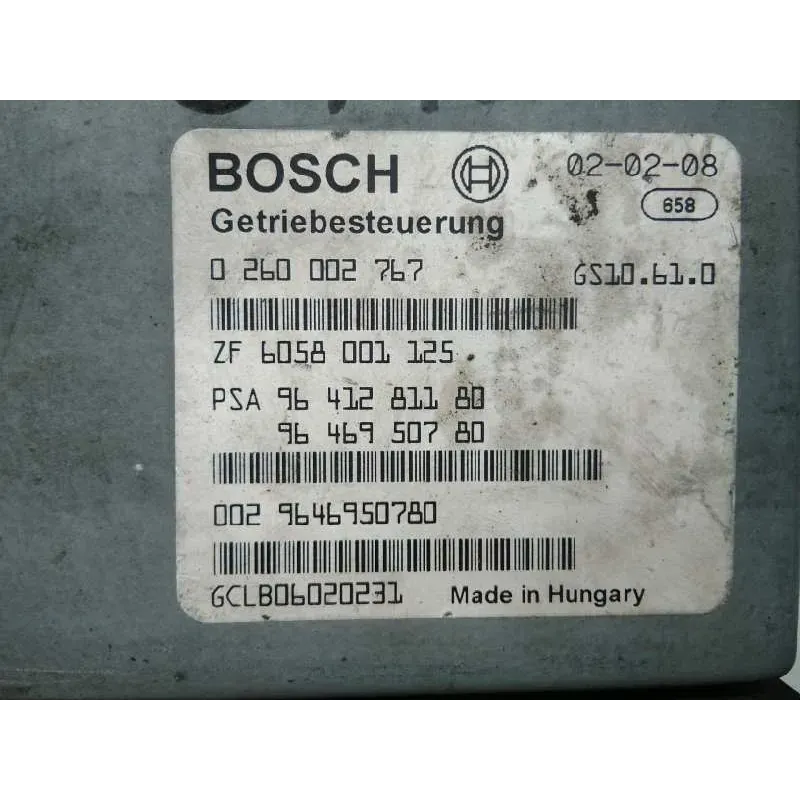 BOSCH 02-02-08
658
Getriebesteuerung
0 260 002 767 GS10.61.0
ZF 6058 001 125
PSA 96 412 811 80
96 469 507 80
002 9646950780
GCLB06020231 Made in Hungary